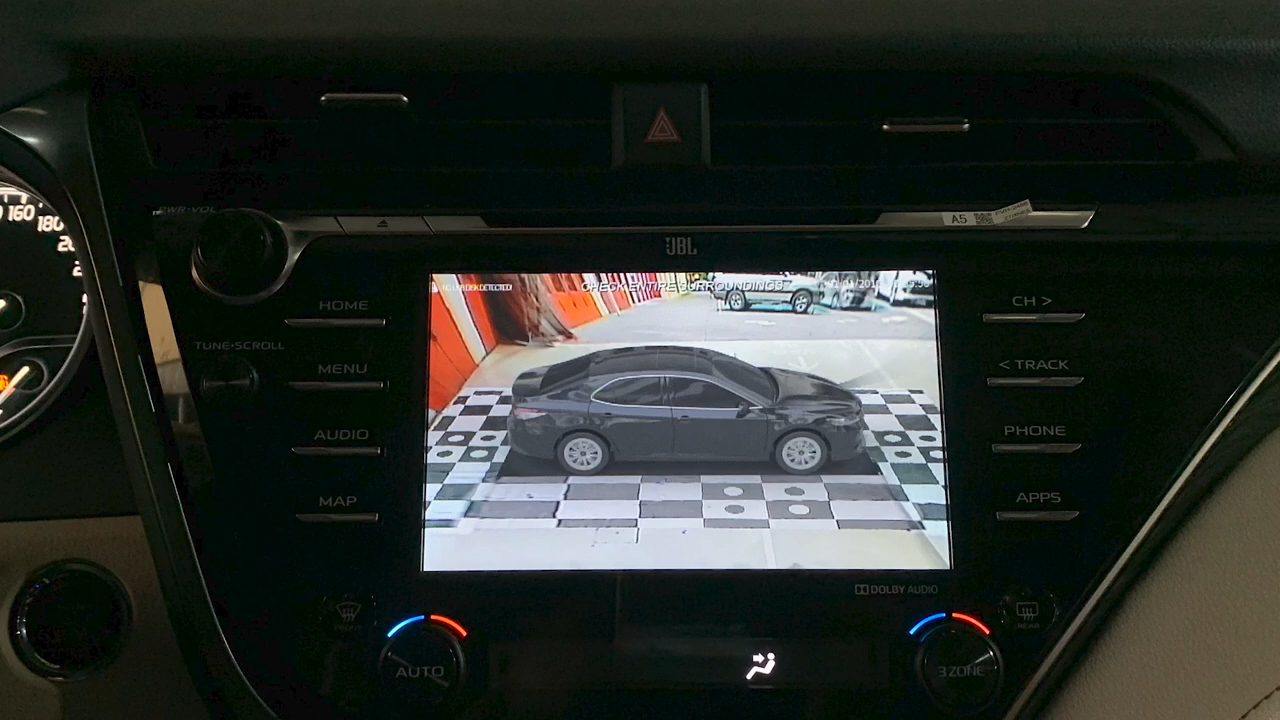 160
180
PWR•VOL
A5
JBL
CHECK ENTIRE SURROUNDINGS
HOME
CH >
TUNE•SCROLL
MENU
< TRACK
AUDIO
PHONE
MAP
APPS
DOLBY AUDIO
REAR
AUTO
3 ZONE